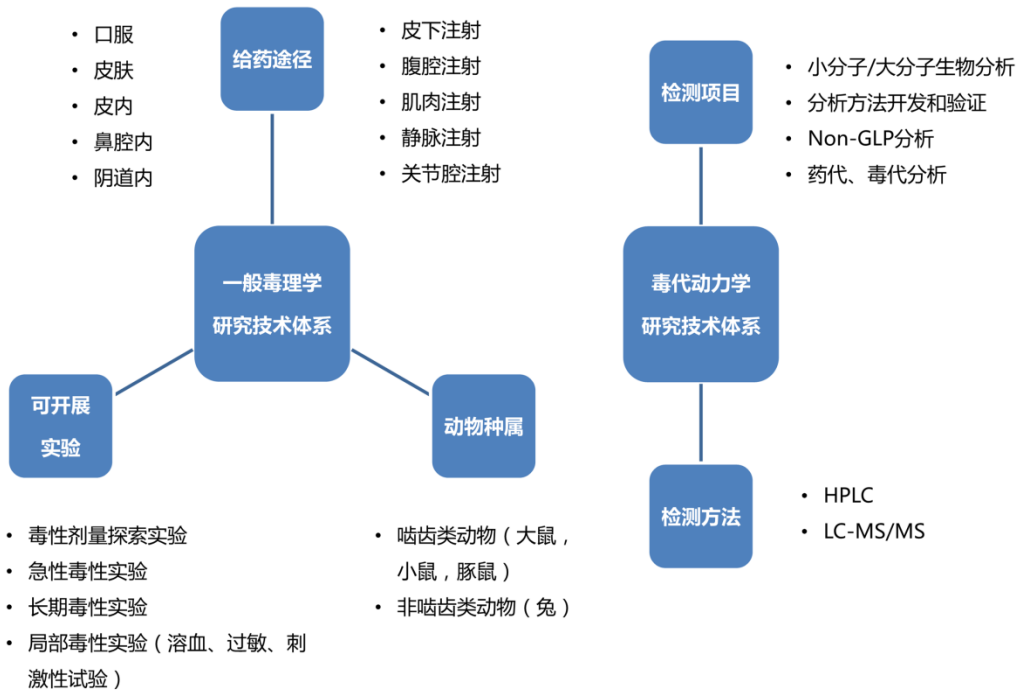 给药途径
• 口服
• 皮肤
• 皮内
• 鼻腔内
• 阴道内
• 皮下注射
• 腹腔注射
• 肌肉注射
• 静脉注射
• 关节腔注射
一般毒理学
研究技术体系
可开展
实验
• 毒性剂量探索实验
• 急性毒性实验
• 长期毒性实验
• 局部毒性实验（溶血、过敏、刺
激性试验）
动物种属
• 啮齿类动物（大鼠，
小鼠，豚鼠）
• 非啮齿类动物（兔）
检测项目
• 小分子/大分子生物分析
• 分析方法开发和验证
• Non-GLP分析
• 药代、毒代分析
毒代动力学
研究技术体系
检测方法
• HPLC
• LC-MS/MS